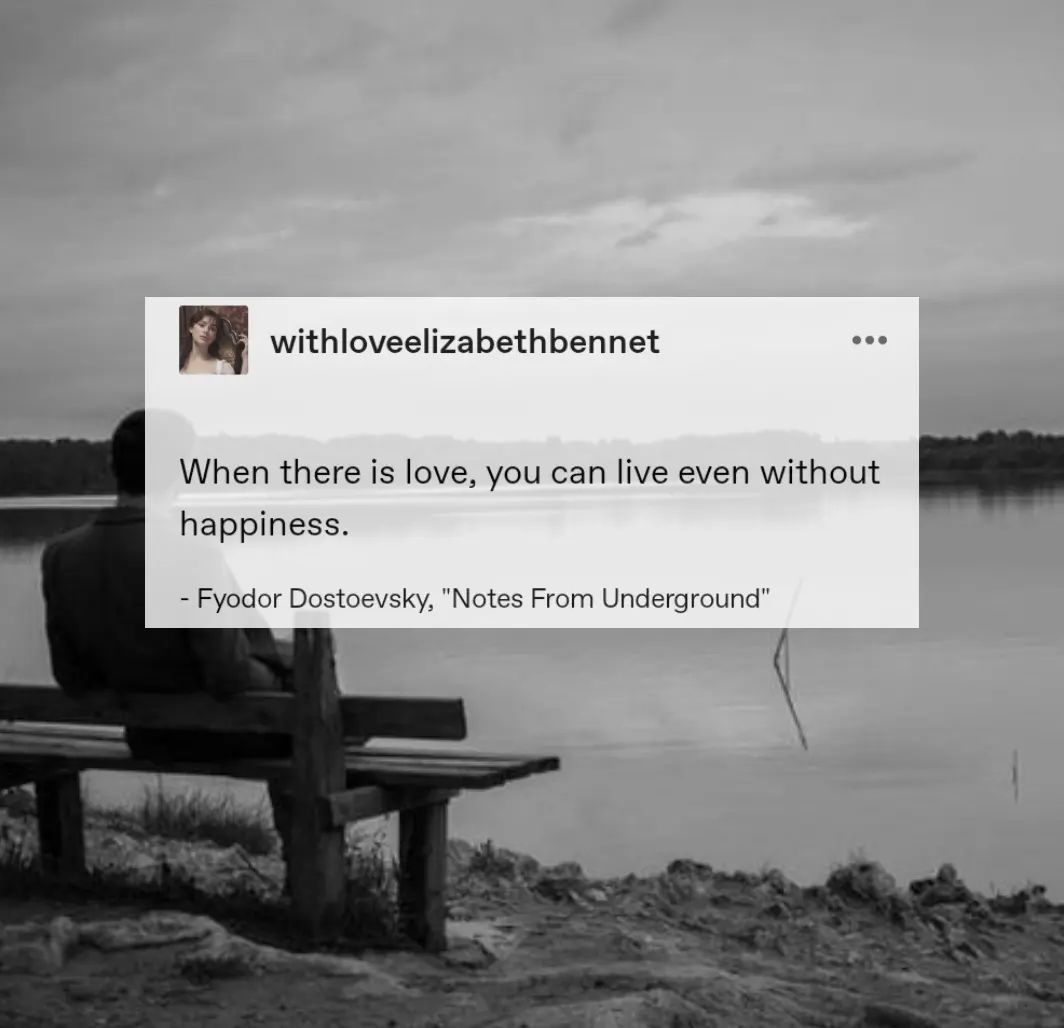 withloveelizabethbennet
When there is love, you can live even without
happiness.
- Fyodor Dostoevsky, "Notes From Underground"